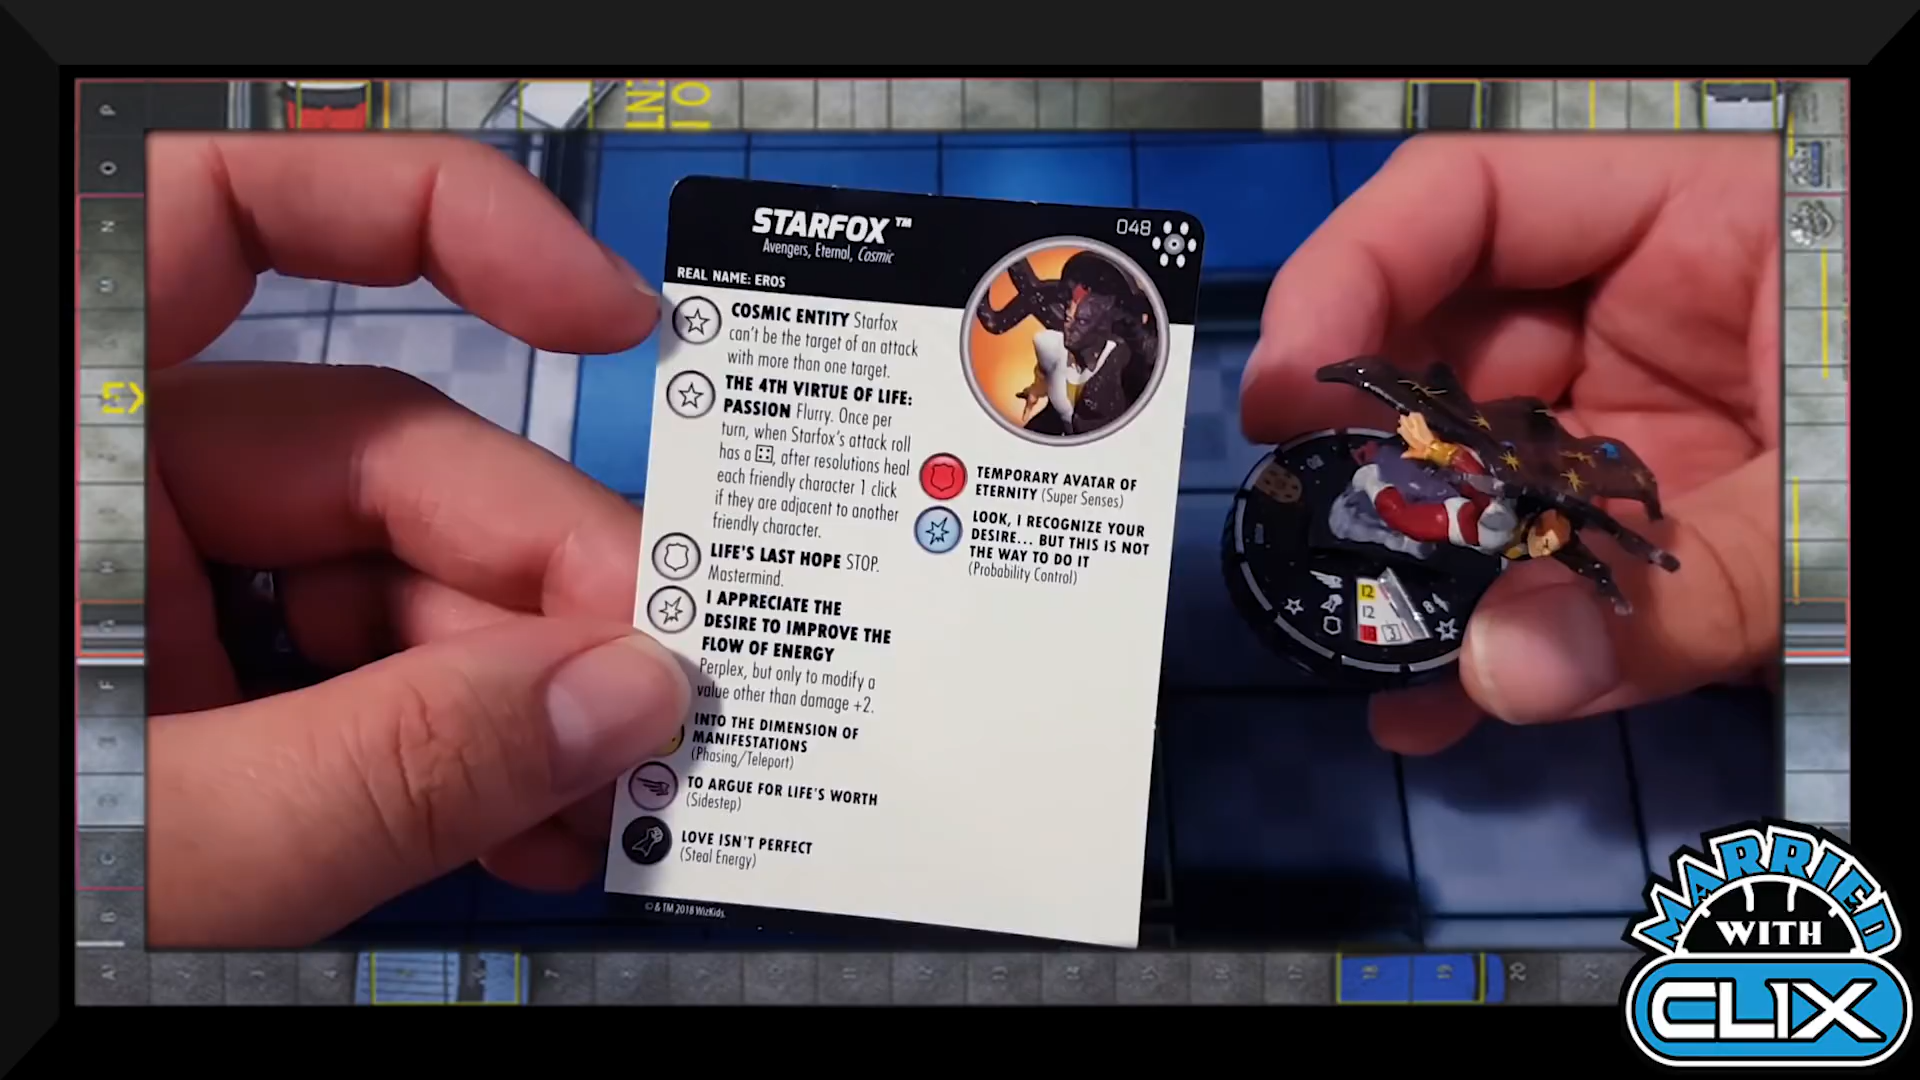 STARFOX™
Avengers, Eternal, Cosmic
048
REAL NAME: EROS
COSMIC ENTITY Starfox
can't be the target of an attack
with more than one target.
THE 4TH VIRTUE OF LIFE:
PASSION Flurry. Once per
turn, when Starfox's attack roll
has a ⚃, after resolutions heal
each friendly character 1 click
if they are adjacent to another
friendly character.
LIFE'S LAST HOPE STOP.
Mastermind.
I APPRECIATE THE
DESIRE TO IMPROVE THE
FLOW OF ENERGY
Perplex, but only to modify a
value other than damage +2.
INTO THE DIMENSION OF
MANIFESTATIONS
(Phasing/Teleport)
TO ARGUE FOR LIFE'S WORTH
(Sidestep)
LOVE ISN'T PERFECT
(Steal Energy)
TEMPORARY AVATAR OF
ETERNITY (Super Senses)
LOOK, I RECOGNIZE YOUR
DESIRE... BUT THIS IS NOT
THE WAY TO DO IT
(Probability Control)
© & TM 2018 WizKids.
12
12
18 3
MARRIED
WITH
CLIX